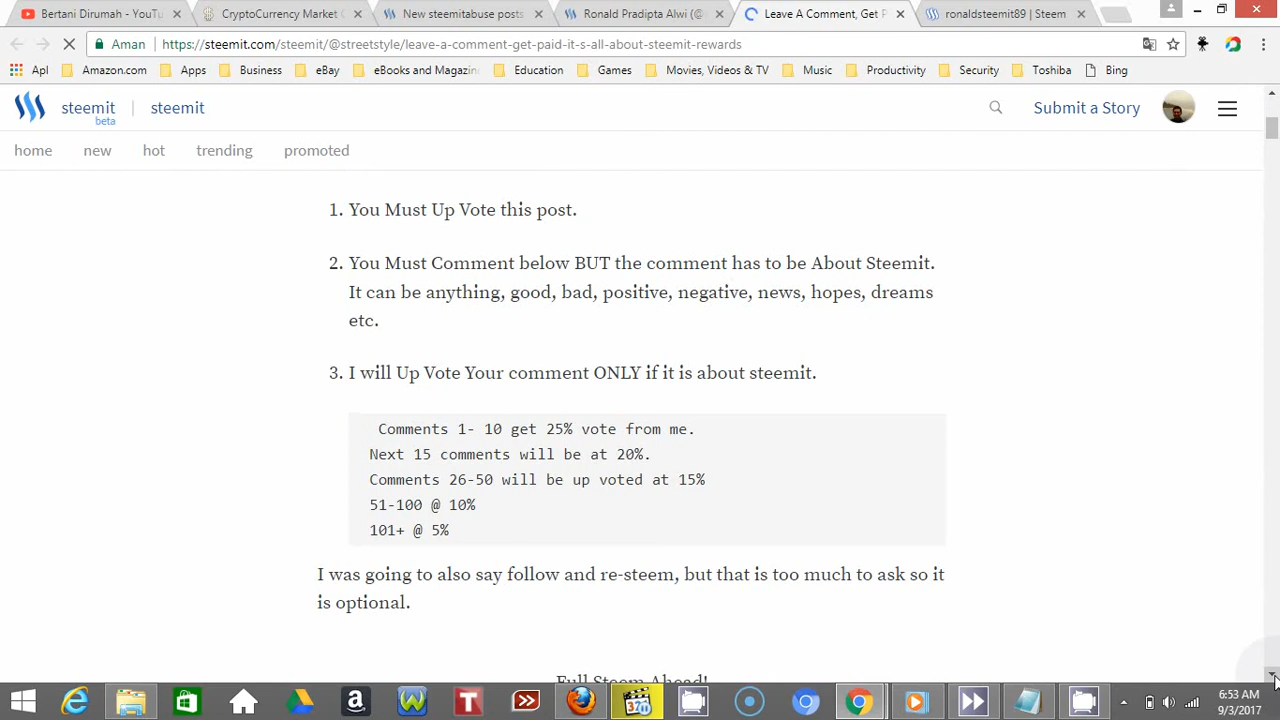 Bertani Dirumah - YouTu
CryptoCurrency Market
New steemitabuse posts
Ronald Pradipta Alwi (@
Leave A Comment, Get P
ronaldsteemit89 | Steem
Aman
https://steemit.com/steemit/@streetstyle/leave-a-comment-get-paid-it-s-all-about-steemit-rewards
Apl
Amazon.com
Apps
Business
eBay
eBooks and Magazin
Education
Games
Movies, Videos & TV
Music
Productivity
Security
Toshiba
Bing
steemit
beta
steemit
Submit a Story
home
new
hot
trending
promoted
1. You Must Up Vote this post.
2. You Must Comment below BUT the comment has to be About Steemit.
It can be anything, good, bad, positive, negative, news, hopes, dreams
etc.
3. I will Up Vote Your comment ONLY if it is about steemit.
Comments 1- 10 get 25% vote from me.
Next 15 comments will be at 20%.
Comments 26-50 will be up voted at 15%
51-100 @ 10%
101+ @ 5%
I was going to also say follow and re-steem, but that is too much to ask so it
is optional.
Full Steem Ahead!
6:53 AM
9/3/2017